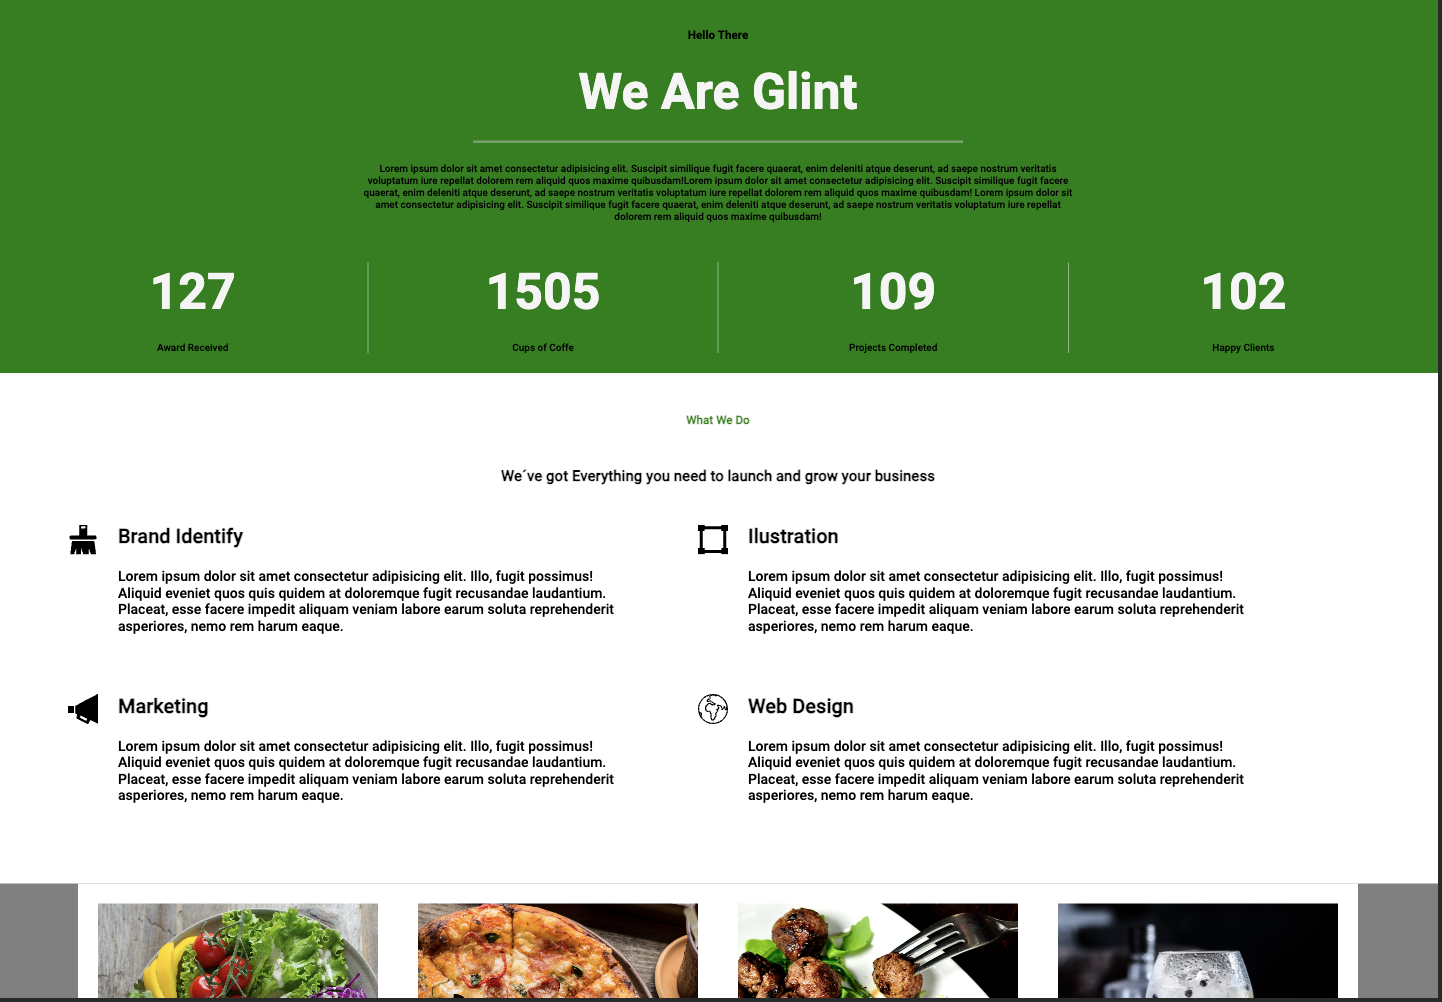 Hello There
We Are Glint
Lorem ipsum dolor sit amet consectetur adipisicing elit. Suscipit similique fugit facere quaerat, enim deleniti atque deserunt, ad saepe nostrum veritatis
voluptatum iure repellat dolorem rem aliquid quos maxime quibusdam!Lorem ipsum dolor sit amet consectetur adipisicing elit. Suscipit similique fugit facere
quaerat, enim deleniti atque deserunt, ad saepe nostrum veritatis voluptatum iure repellat dolorem rem aliquid quos maxime quibusdam! Lorem ipsum dolor sit
amet consectetur adipisicing elit. Suscipit similique fugit facere quaerat, enim deleniti atque deserunt, ad saepe nostrum veritatis voluptatum iure repellat
dolorem rem aliquid quos maxime quibusdam!
127
Award Received
1505
Cups of Coffe
109
Projects Completed
102
Happy Clients
What We Do
We´ve got Everything you need to launch and grow your business
Brand Identify
Lorem ipsum dolor sit amet consectetur adipisicing elit. Illo, fugit possimus!
Aliquid eveniet quos quis quidem at doloremque fugit recusandae laudantium.
Placeat, esse facere impedit aliquam veniam labore earum soluta reprehenderit
asperiores, nemo rem harum eaque.
Ilustration
Lorem ipsum dolor sit amet consectetur adipisicing elit. Illo, fugit possimus!
Aliquid eveniet quos quis quidem at doloremque fugit recusandae laudantium.
Placeat, esse facere impedit aliquam veniam labore earum soluta reprehenderit
asperiores, nemo rem harum eaque.
Marketing
Lorem ipsum dolor sit amet consectetur adipisicing elit. Illo, fugit possimus!
Aliquid eveniet quos quis quidem at doloremque fugit recusandae laudantium.
Placeat, esse facere impedit aliquam veniam labore earum soluta reprehenderit
asperiores, nemo rem harum eaque.
Web Design
Lorem ipsum dolor sit amet consectetur adipisicing elit. Illo, fugit possimus!
Aliquid eveniet quos quis quidem at doloremque fugit recusandae laudantium.
Placeat, esse facere impedit aliquam veniam labore earum soluta reprehenderit
asperiores, nemo rem harum eaque.